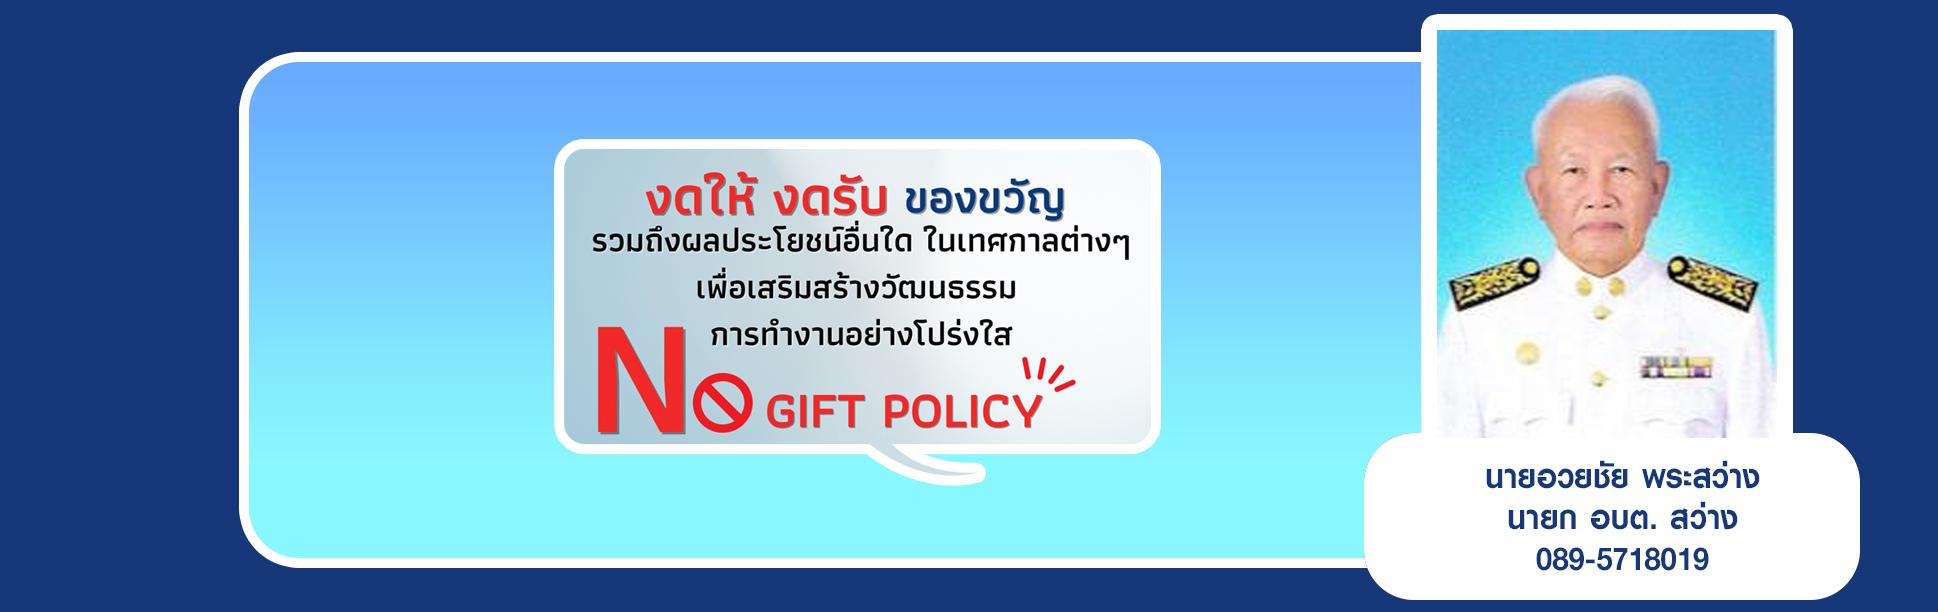 งดให้ งดรับ ของขวัญ
รวมถึงผลประโยชน์อื่นใด ในเทศกาลต่างๆ
เพื่อเสริมสร้างวัฒนธรรม
การทำงานอย่างโปร่งใส
NO GIFT POLICY
นายอวยชัย พระสว่าง
นายก อบต. สว่าง
089-5718019